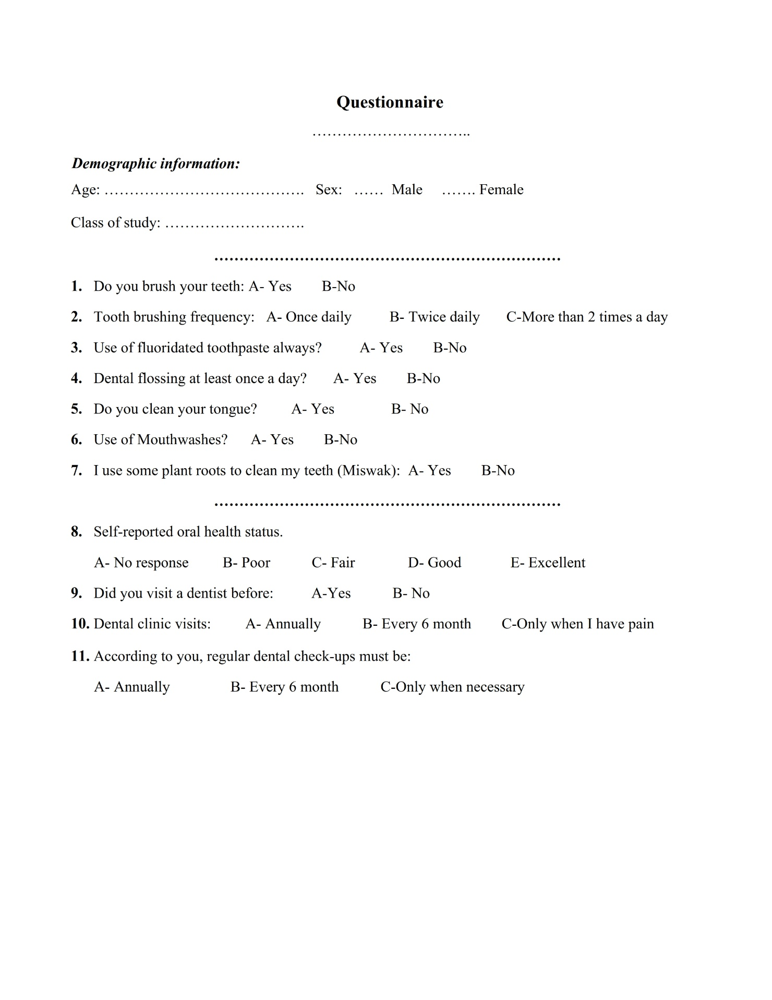 Questionnaire
……………………………..
Demographic information:
Age: …………………………………. Sex: …… Male ……. Female
Class of study: ……………………….
……………………………………………………………
1. Do you brush your teeth: A- Yes B-No
2. Tooth brushing frequency: A- Once daily B- Twice daily C-More than 2 times a day
3. Use of fluoridated toothpaste always? A- Yes B-No
4. Dental flossing at least once a day? A- Yes B-No
5. Do you clean your tongue? A- Yes B- No
6. Use of Mouthwashes? A- Yes B-No
7. I use some plant roots to clean my teeth (Miswak): A- Yes B-No
……………………………………………………………
8. Self-reported oral health status.
A- No response B- Poor C- Fair D- Good E- Excellent
9. Did you visit a dentist before: A-Yes B- No
10. Dental clinic visits: A- Annually B- Every 6 month C-Only when I have pain
11. According to you, regular dental check-ups must be:
A- Annually B- Every 6 month C-Only when necessary